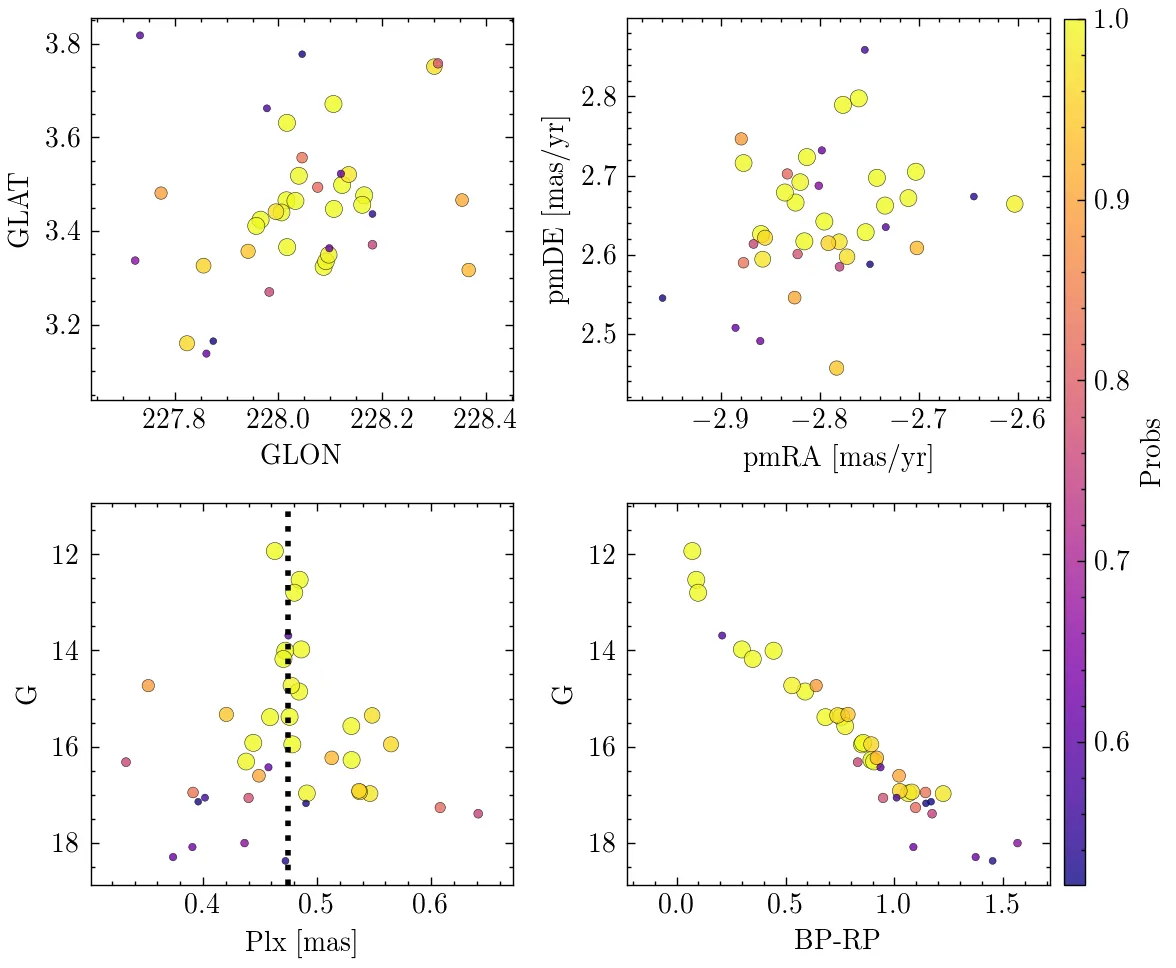 3.8
3.6
3.4
3.2
GLAT
227.8 228.0 228.2 228.4
GLON
2.8
2.7
2.6
2.5
pmDE [mas/yr]
−2.9 −2.8 −2.7 −2.6
pmRA [mas/yr]
1.0
0.9
0.8
0.7
0.6
Probs
12
14
16
18
G
0.4 0.5 0.6
Plx [mas]
12
14
16
18
G
0.0 0.5 1.0 1.5
BP-RP